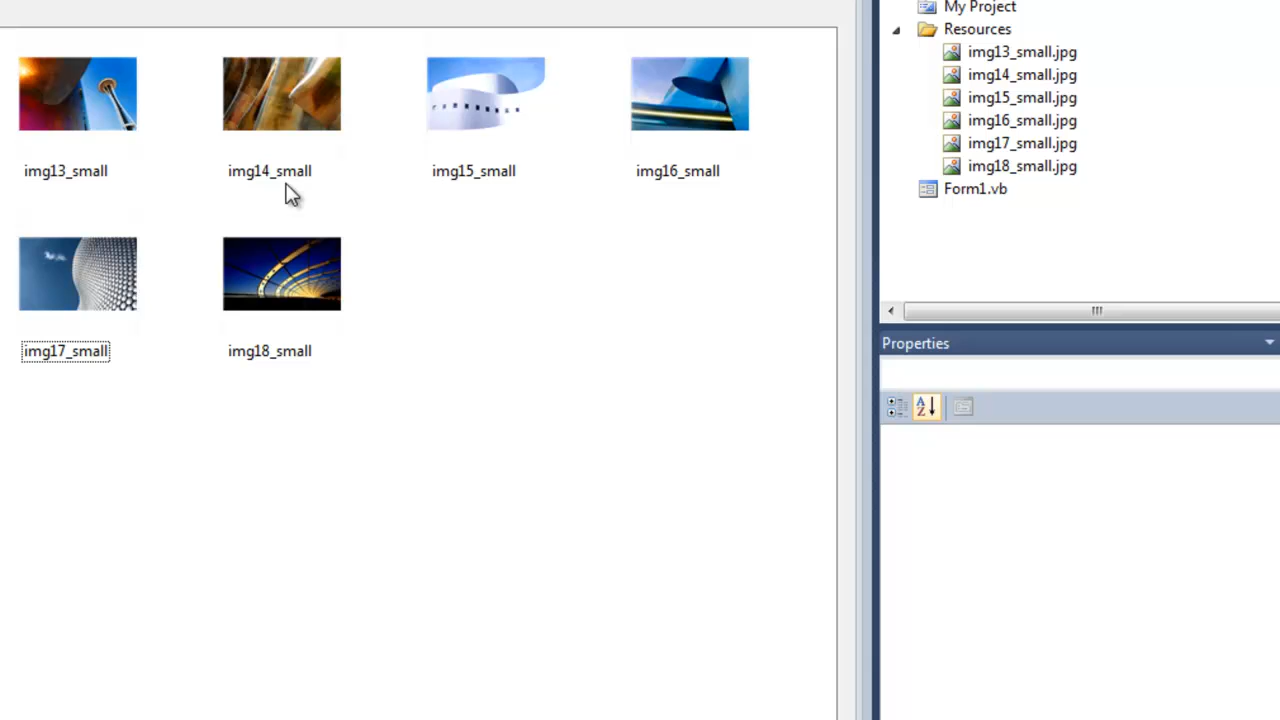 img13_small
img14_small
img15_small
img16_small
img17_small
img18_small
My Project
Resources
img13_small.jpg
img14_small.jpg
img15_small.jpg
img16_small.jpg
img17_small.jpg
img18_small.jpg
Form1.vb
Properties